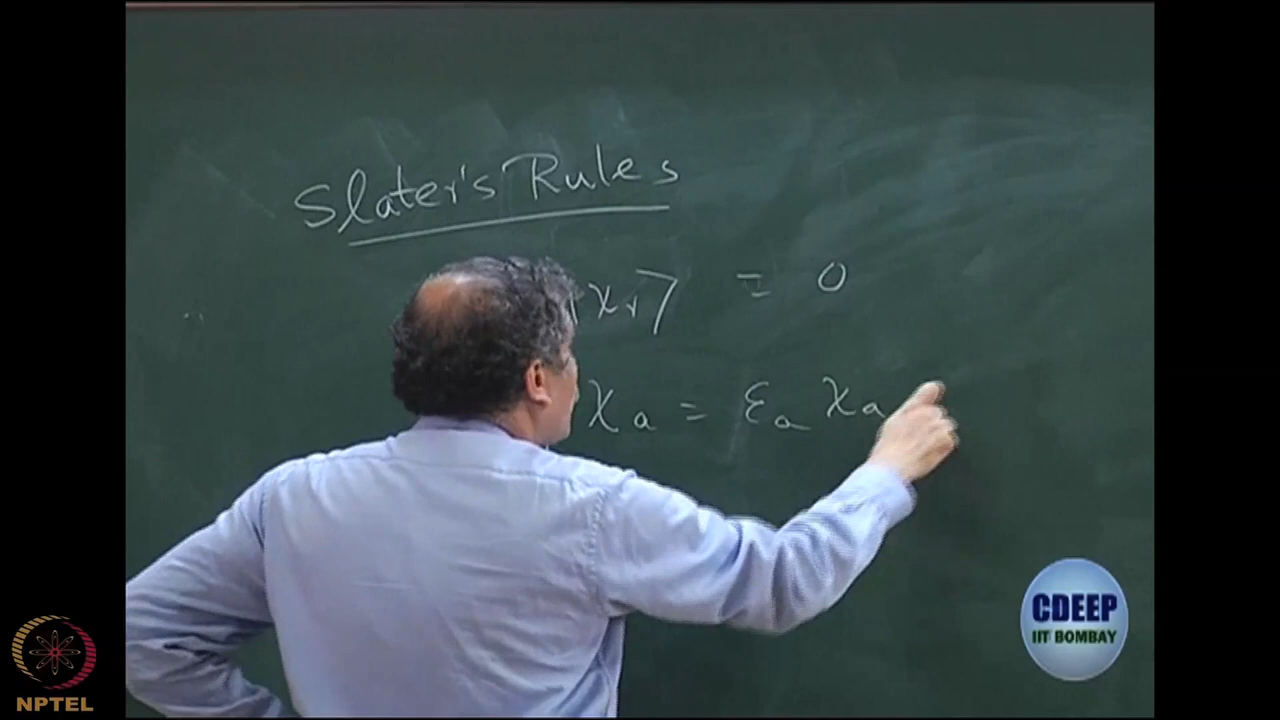 Slater's Rules
χr⟩ = 0
χa = εa χa
CDEEP
IIT BOMBAY
NPTEL